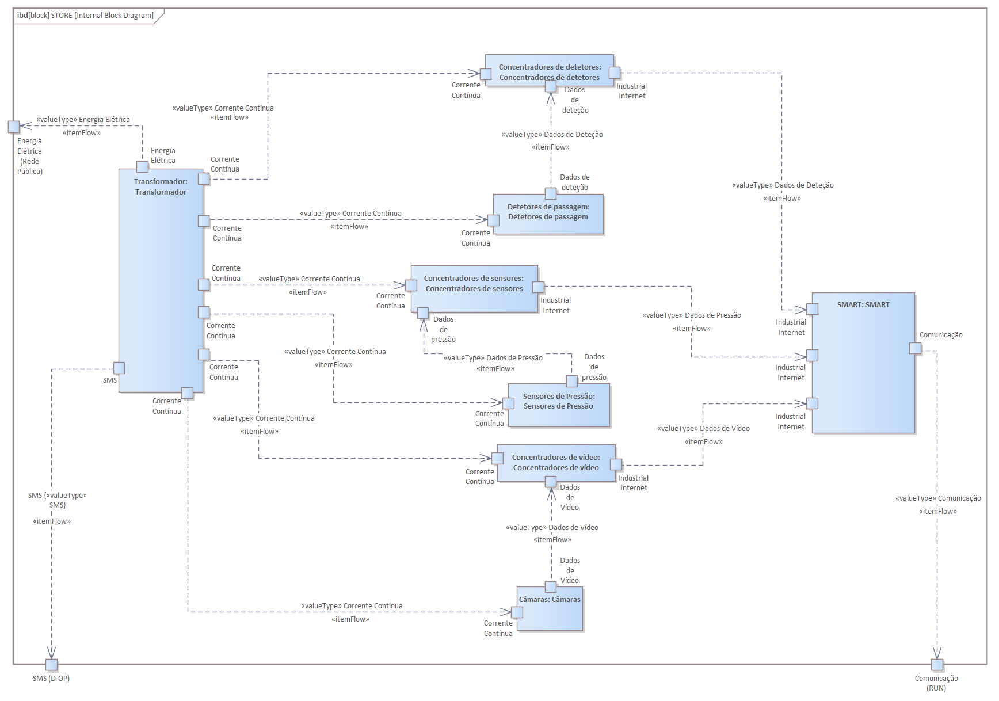 ibd[block] STORE [Internal Block Diagram]
Concentradores de detetores:
Concentradores de detetores
Corrente
Contínua
Dados
de
deteção
Industrial
Internet
«valueType» Corrente Contínua
«itemFlow»
«valueType» Energia Elétrica
«itemFlow»
Energia
Elétrica
(Rede
Pública)
Energia
Elétrica
Corrente
Contínua
«valueType» Dados de Deteção
«itemFlow»
Dados de
deteção
Transformador:
Transformador
«valueType» Dados de Deteção
«itemFlow»
Detetores de passagem:
Detetores de passagem
«valueType» Corrente Contínua
«itemFlow»
Corrente
Contínua
Corrente
Contínua
Corrente
Contínua
«valueType» Corrente Contínua
«itemFlow»
Concentradores de sensores:
Concentradores de sensores
Corrente
Contínua
Industrial
Internet
Dados
de
pressão
SMART: SMART
«valueType» Dados de Pressão
«itemFlow»
Industrial
Internet
Comunicação
Corrente
Contínua
«valueType» Corrente Contínua
«itemFlow»
«valueType» Dados de Pressão
«itemFlow»
Dados
de
pressão
Industrial
Internet
Corrente
Contínua
SMS
Corrente
Contínua
Sensores de Pressão:
Sensores de Pressão
Corrente
Contínua
Industrial
Internet
«valueType» Corrente Contínua
«itemFlow»
«valueType» Dados de Vídeo
«itemFlow»
Concentradores de vídeo:
Concentradores de vídeo
Corrente
Contínua
Industrial
Internet
Dados
de
Vídeo
SMS {«valueType»
SMS}
«itemFlow»
«valueType» Comunicação
«itemFlow»
«valueType» Dados de Vídeo
«itemFlow»
Dados
de
Vídeo
Câmaras: Câmaras
«valueType» Corrente Contínua
«itemFlow»
Corrente
Contínua
SMS (D-OP)
Comunicação
(RUN)